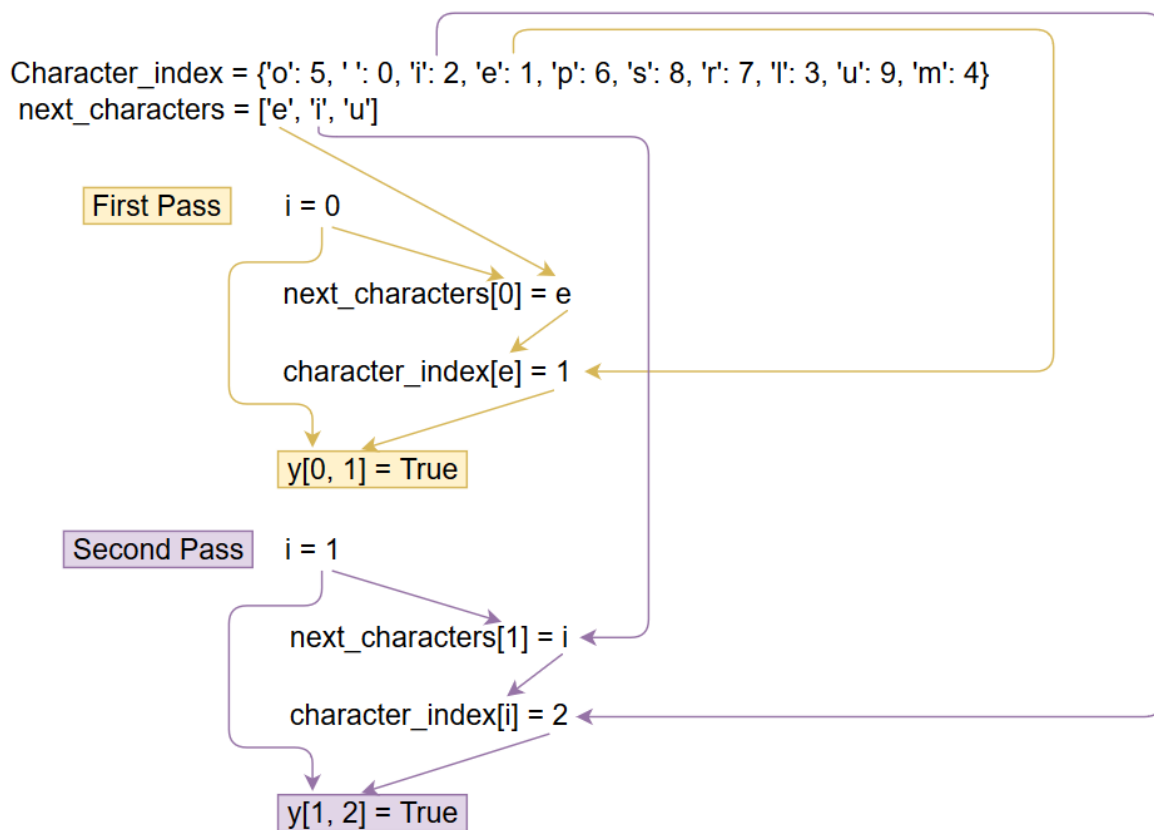 Character_index = {'o': 5, ' ': 0, 'i': 2, 'e': 1, 'p': 6, 's': 8, 'r': 7, 'l': 3, 'u': 9, 'm': 4}
next_characters = ['e', 'i', 'u']
First Pass i = 0
next_characters[0] = e
character_index[e] = 1
y[0, 1] = True
Second Pass i = 1
next_characters[1] = i
character_index[i] = 2
y[1, 2] = True